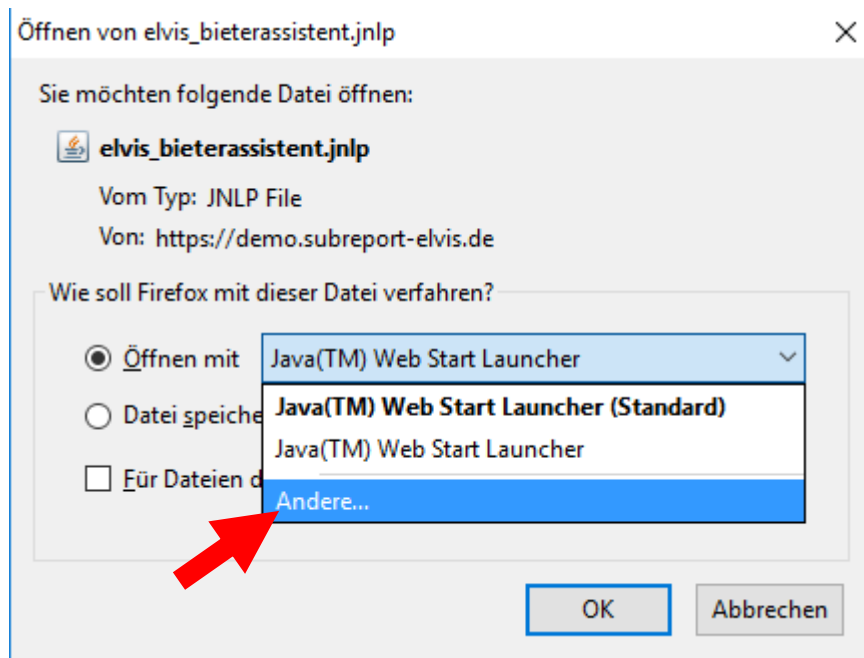 Öffnen von elvis_bieterassistent.jnlp
Sie möchten folgende Datei öffnen:
elvis_bieterassistent.jnlp
Vom Typ: JNLP File
Von: https://demo.subreport-elvis.de
Wie soll Firefox mit dieser Datei verfahren?
Öffnen mit Java(TM) Web Start Launcher
Java(TM) Web Start Launcher (Standard)
Datei speiche
Java(TM) Web Start Launcher
Für Dateien d
Andere...
OK Abbrechen